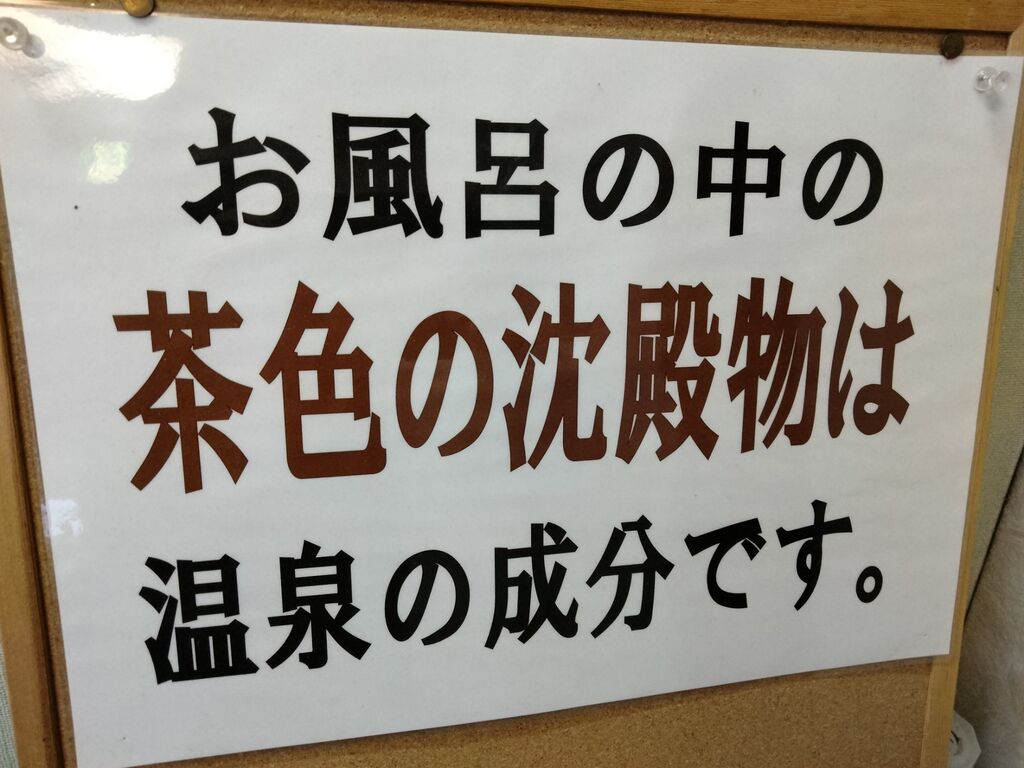 お風呂の中の
茶色の沈殿物は
温泉の成分です。